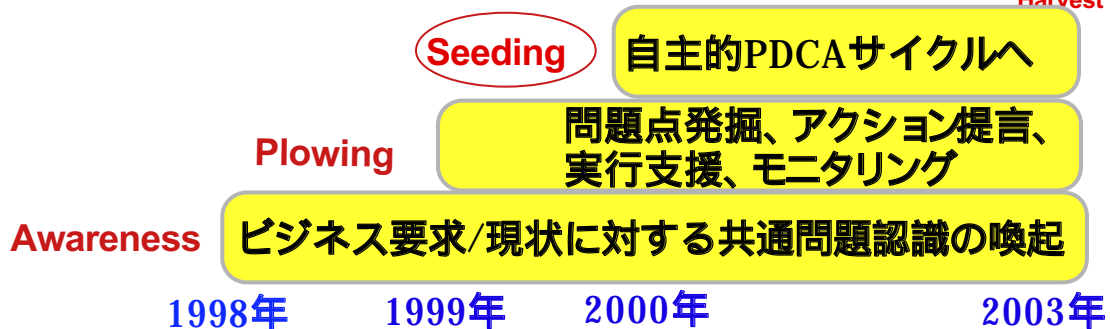 Harvest
Seeding
自主的PDCAサイクルへ
Plowing
問題点発掘、アクション提言、
実行支援、モニタリング
Awareness
ビジネス要求/現状に対する共通問題認識の喚起
1998年 1999年 2000年 2003年